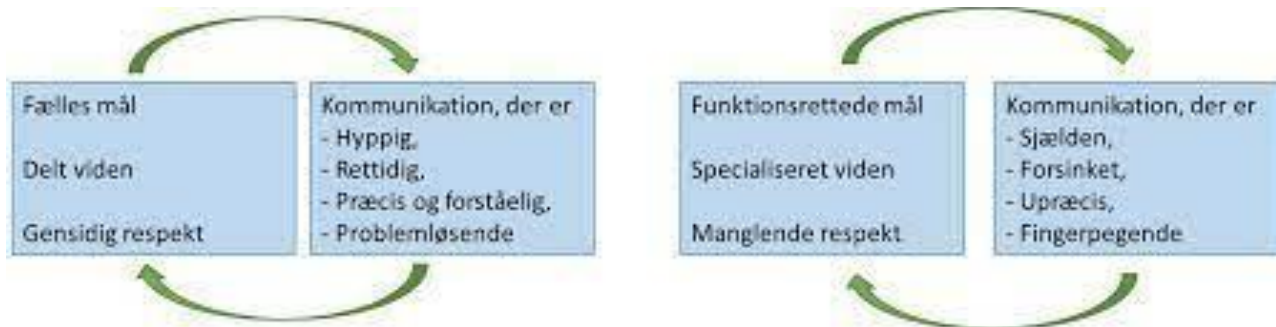 Fælles mål
Delt viden
Gensidig respekt
Kommunikation, der er
- Hyppig,
- Rettidig,
- Præcis og forståelig,
- Problemløsende
Funktionsrettede mål
Specialiseret viden
Manglende respekt
Kommunikation, der er
- Sjælden,
- Forsinket,
- Upræcis,
- Fingerpegende